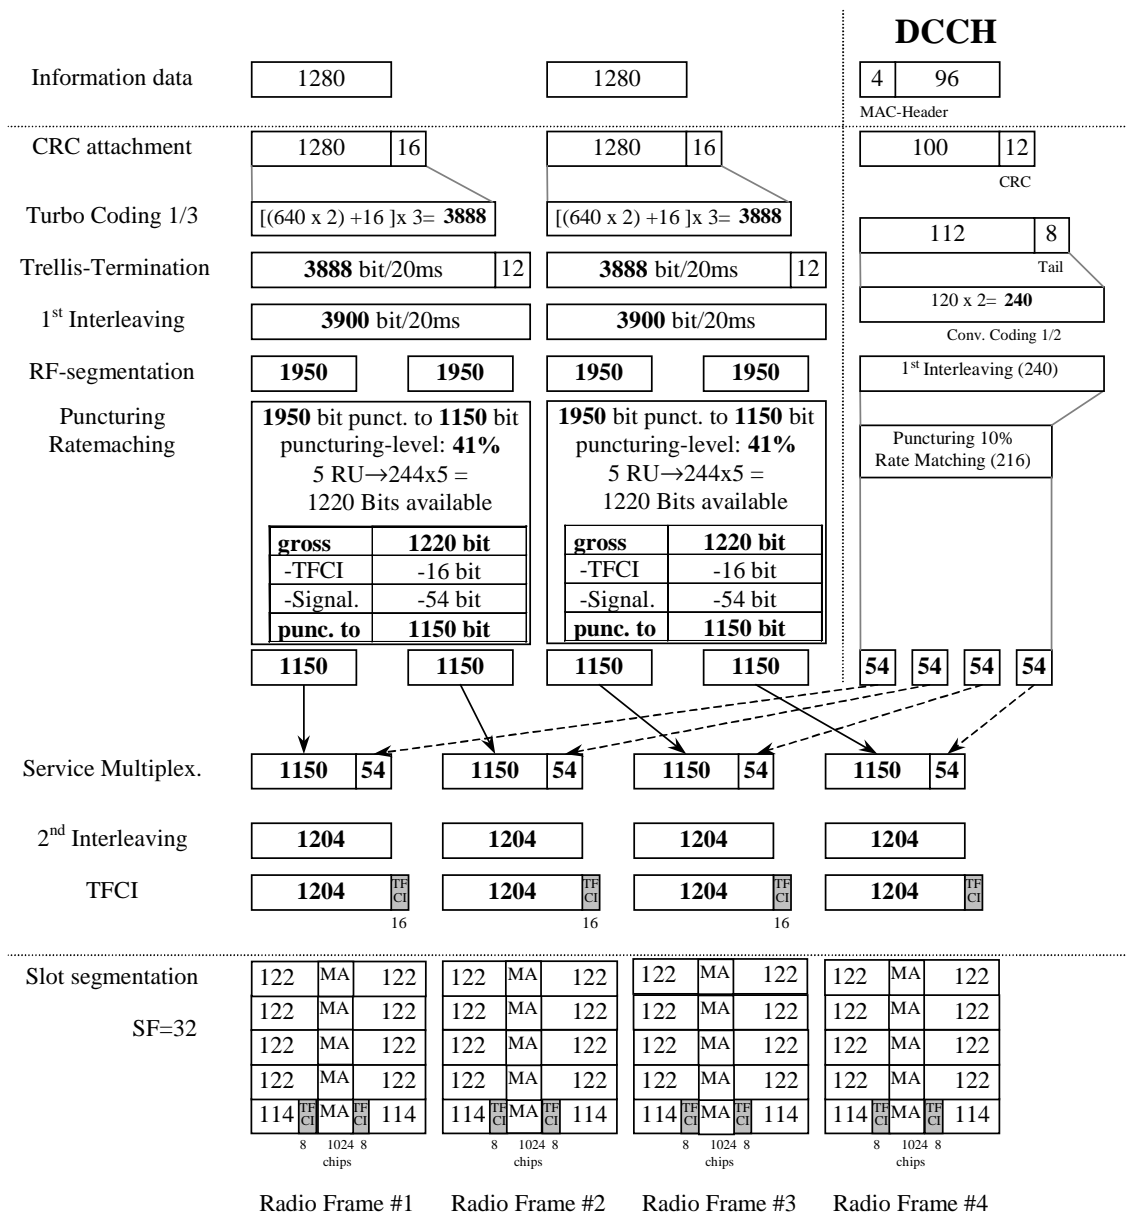 DCCH
Information data 1280 1280 4 96
MAC-Header
CRC attachment 1280 16 1280 16 100 12
CRC
Turbo Coding 1/3 [(640 x 2) +16 ]x 3= 3888 [(640 x 2) +16 ]x 3= 3888
112 8
Trellis-Termination 3888 bit/20ms 12 3888 bit/20ms 12
Tail
120 x 2= 240
1st Interleaving 3900 bit/20ms 3900 bit/20ms
Conv. Coding 1/2
RF-segmentation 1950 1950 1950 1950 1st Interleaving (240)
Puncturing 1950 bit punct. to 1150 bit 1950 bit punct. to 1150 bit
Ratemaching puncturing-level: 41% puncturing-level: 41% Puncturing 10%
5 RU→244x5 = 5 RU→244x5 = Rate Matching (216)
1220 Bits available 1220 Bits available
gross 1220 bit gross 1220 bit
-TFCI -16 bit -TFCI -16 bit
-Signal. -54 bit -Signal. -54 bit
punc. to 1150 bit punc. to 1150 bit
1150 1150 1150 1150 54 54 54 54
Service Multiplex. 1150 54 1150 54 1150 54 1150 54
2nd Interleaving 1204 1204 1204 1204
TFCI 1204 TF CI 1204 TF CI 1204 TF CI 1204 TF CI
16 16 16
Slot segmentation 122 MA 122 122 MA 122 122 MA 122 122 MA 122
SF=32 122 MA 122 122 MA 122 122 MA 122 122 MA 122
122 MA 122 122 MA 122 122 MA 122 122 MA 122
122 MA 122 122 MA 122 122 MA 122 122 MA 122
114 TF CI MA TF CI 114 114 TF CI MA TF CI 114 114 TF CI MA TF CI 114 114 TF CI MA TF CI 114
8 1024 8 8 1024 8 8 1024 8 8 1024 8
chips chips chips chips
Radio Frame #1 Radio Frame #2 Radio Frame #3 Radio Frame #4